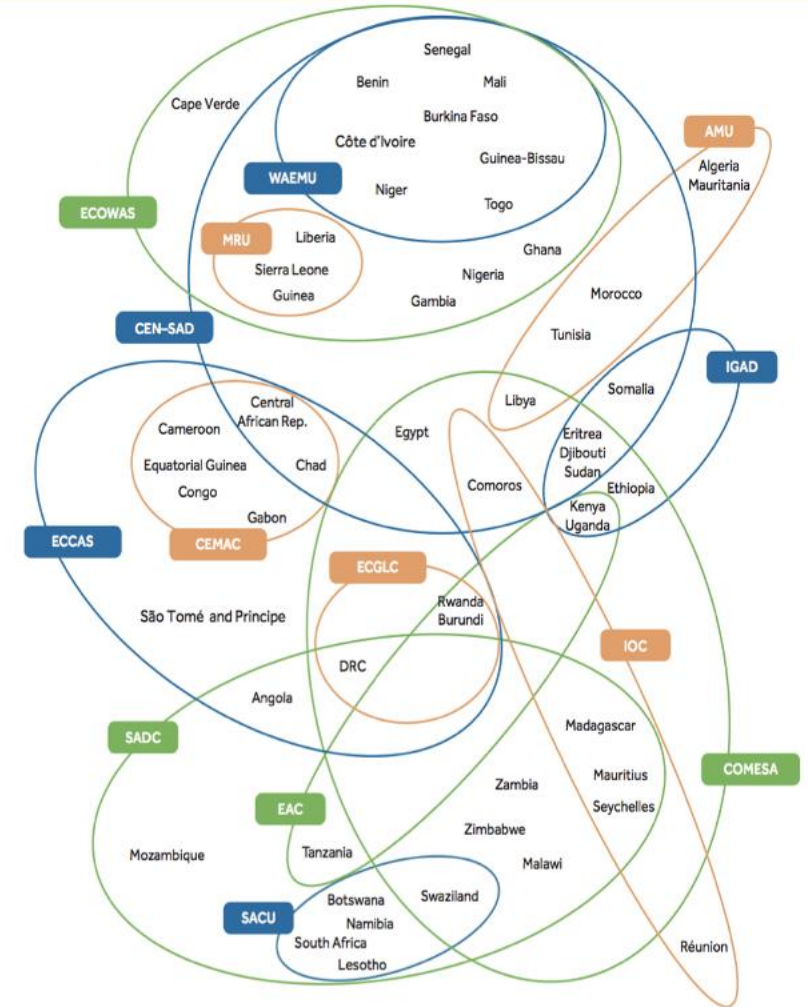 Senegal
Benin
Mali
Cape Verde
Burkina Faso
AMU
Côte d'Ivoire
Guinea-Bissau
Algeria
Mauritania
WAEMU
Niger
Togo
ECOWAS
MRU
Liberia
Ghana
Sierra Leone
Nigeria
Guinea
Gambia
Morocco
CEN–SAD
Tunisia
IGAD
Somalia
Central
African Rep.
Libya
Cameroon
Egypt
Eritrea
Djibouti
Sudan
Equatorial Guinea
Chad
Congo
Comoros
Ethiopia
Gabon
Kenya
Uganda
ECCAS
CEMAC
ECGLC
Rwanda
Burundi
São Tomé and Principe
IOC
DRC
Angola
Madagascar
SADC
COMESA
Mauritius
Zambia
Seychelles
EAC
Zimbabwe
Tanzania
Mozambique
Malawi
Botswana
Swaziland
SACU
Namibia
South Africa
Lesotho
Réunion